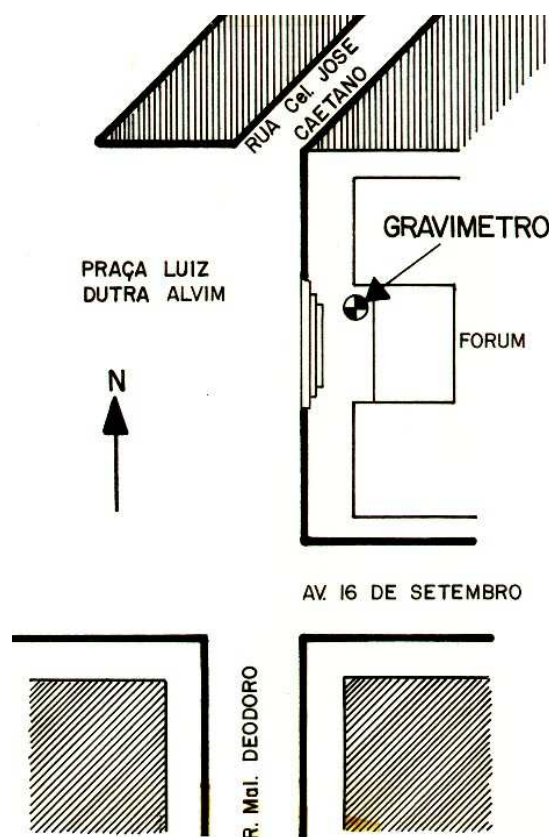 RUA Cel. JOSE
CAETANO
GRAVIMETRO
PRAÇA LUIZ
DUTRA ALVIM
FORUM
N
AV. 16 DE SETEMBRO
R. Mal. DEODORO